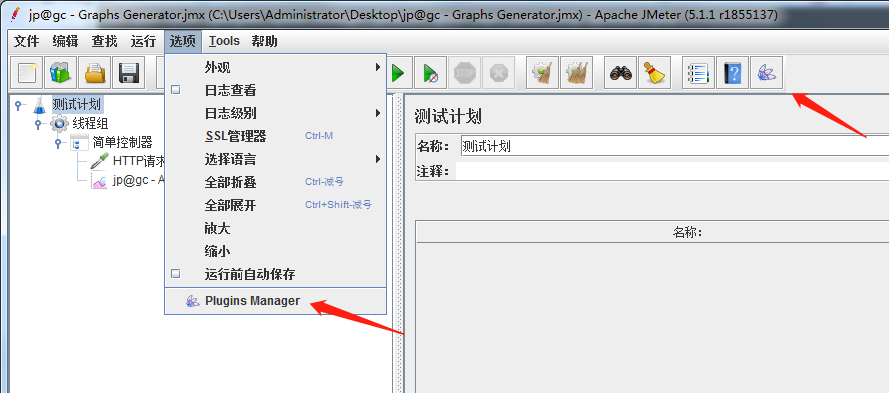 jp@gc - Graphs Generator.jmx (C:\Users\Administrator\Desktop\jp@gc - Graphs Generator.jmx) - Apache JMeter (5.1.1 r1855137)
文件 编辑 查找 运行 选项 Tools 帮助
外观
日志查看
日志级别
SSL管理器 Ctrl-M
选择语言
全部折叠 Ctrl-减号
全部展开 Ctrl+Shift-减号
放大
缩小
运行前自动保存
Plugins Manager
STOP
测试计划
线程组
简单控制器
HTTP请求
jp@gc - A
测试计划
名称: 测试计划
注释:
名称: